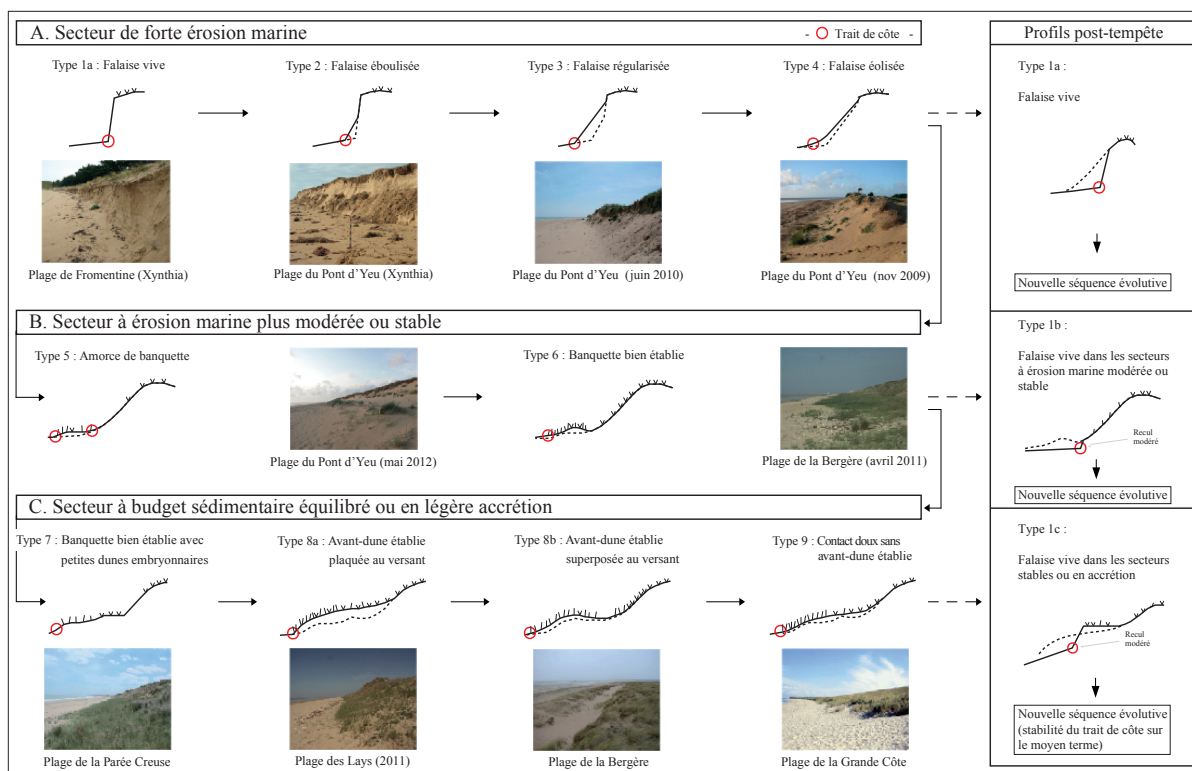 A. Secteur de forte érosion marine
- O Trait de côte -
Type 1a : Falaise vive
Type 2 : Falaise éboulisée
Type 3 : Falaise régularisée
Type 4 : Falaise éolisée
Plage de Fromentine (Xynthia)
Plage du Pont d'Yeu (Xynthia)
Plage du Pont d'Yeu (juin 2010)
Plage du Pont d'Yeu (nov 2009)
B. Secteur à érosion marine plus modérée ou stable
Type 5 : Amorce de banquette
Type 6 : Banquette bien établie
Plage du Pont d'Yeu (mai 2012)
Plage de la Bergère (avril 2011)
C. Secteur à budget sédimentaire équilibré ou en légère accrétion
Type 7 : Banquette bien établie avec
petites dunes embryonnaires
Type 8a : Avant-dune établie
plaquée au versant
Type 8b : Avant-dune établie
superposée au versant
Type 9 : Contact doux sans
avant-dune établie
Plage de la Parée Creuse
Plage des Lays (2011)
Plage de la Bergère
Plage de la Grande Côte
Profils post-tempête
Type 1a :
Falaise vive
Nouvelle séquence évolutive
Type 1b :
Falaise vive dans les secteurs
à érosion marine modérée ou
stable
Recul
modéré
Nouvelle séquence évolutive
Type 1c :
Falaise vive dans les secteurs
stables ou en accrétion
Recul
modéré
Nouvelle séquence évolutive
(stabilité du trait de côte sur
le moyen terme)